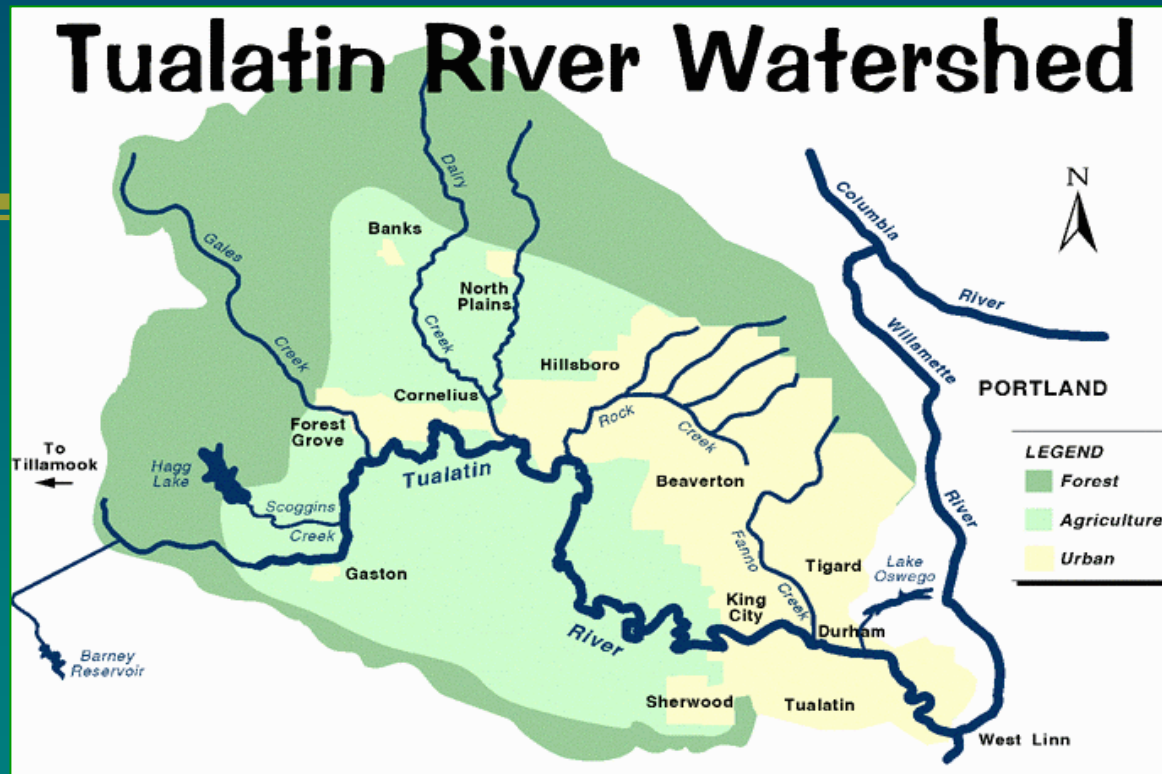 Tualatin River Watershed
N
Columbia
River
Willamette
River
PORTLAND
Dairy
Creek
Gales
Creek
Banks
North
Plains
Hillsboro
Cornelius
Forest
Grove
Rock
Creek
To
Tillamook
Hagg
Lake
Scoggins
Creek
Tualatin
River
Gaston
Beaverton
Fanno
Creek
Tigard
Lake
Oswego
King
City
Durham
Barney
Reservoir
Sherwood
Tualatin
West Linn
LEGEND
Forest
Agriculture
Urban